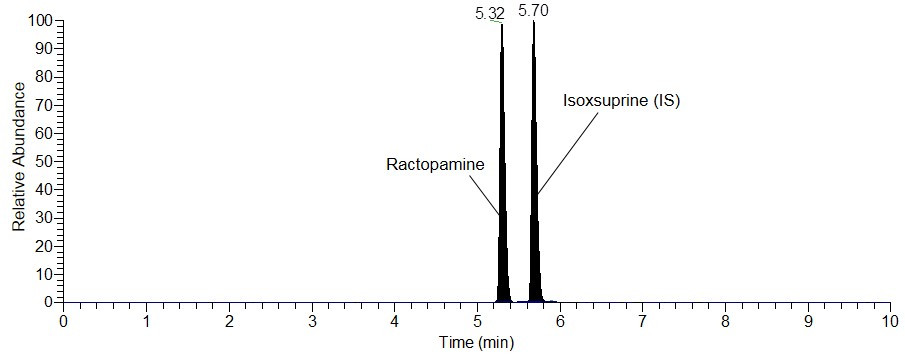 5.32 5.70
100
90
80
70
60
50
40
30
20
10
0
Relative Abundance
Isoxsuprine (IS)
Ractopamine
0 1 2 3 4 5 6 7 8 9 10
Time (min)